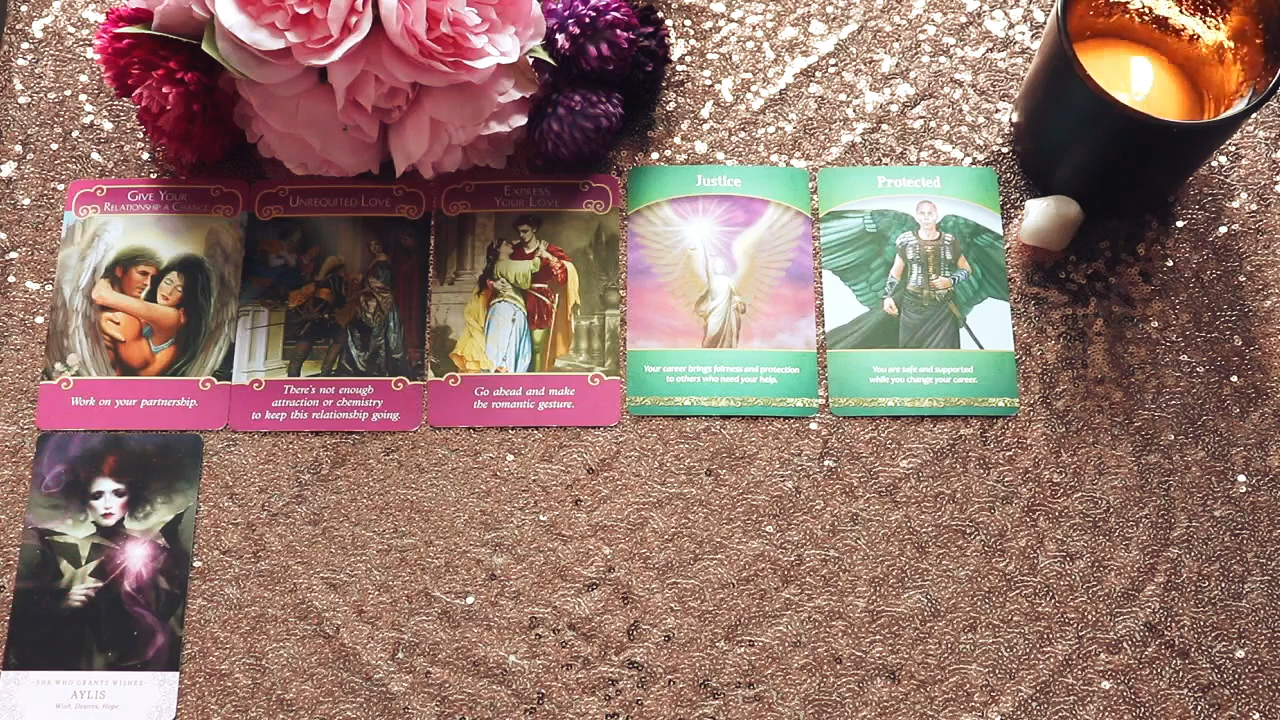 GIVE YOUR
RELATIONSHIP A CHANCE
Work on your partnership.
UNREQUITED LOVE
There's not enough
attraction or chemistry
to keep this relationship going.
EXPRESS
YOUR LOVE
Go ahead and make
the romantic gesture.
Justice
Your career brings fairness and protection
to others who need your help.
Protected
You are safe and supported
while you change your career.
SHE WHO GRANTS WISHES
AYLIS
Wish, Desires, Hope